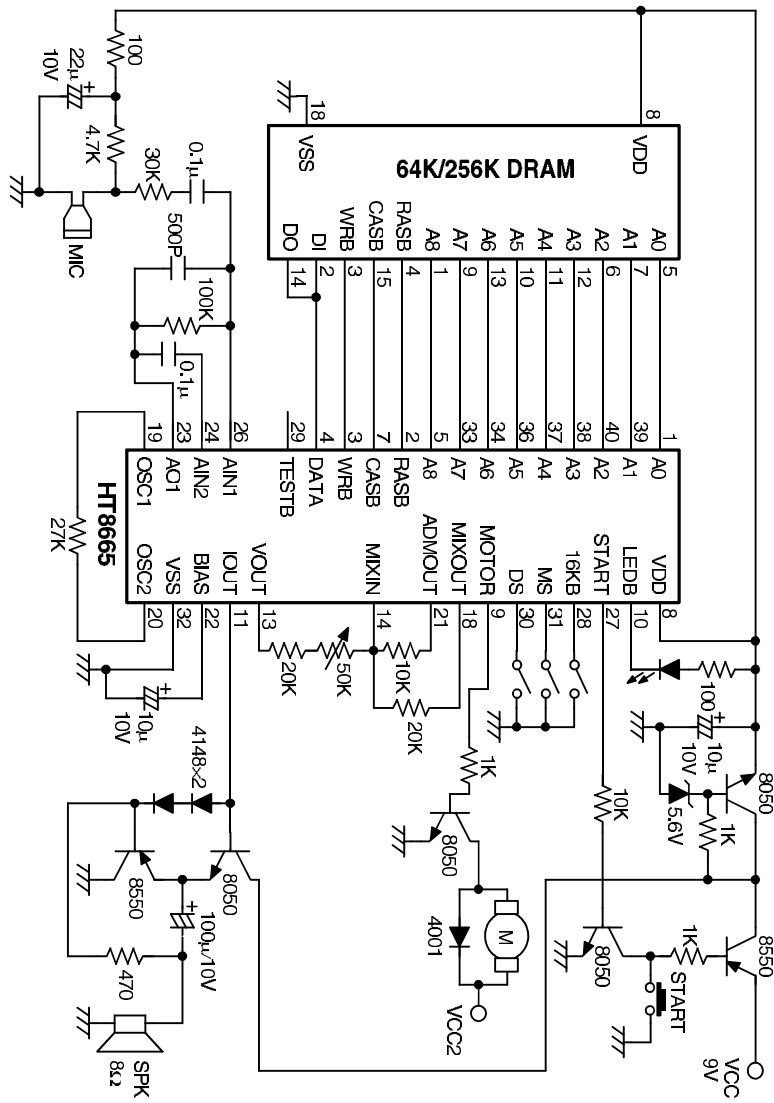 64K/256K DRAM
VSS
VDD
DO
DI
WRB
CASB
RASB
A8
A7
A6
A5
A4
A3
A2
A1
A0
18
8
14
2
3
15
4
1
9
13
10
11
12
6
7
5
100
22μ
10V
+
4.7K
30K
0.1μ
MIC
500P
100K
0.1μ
HT8665
19
23
24
26
29
4
3
7
2
5
33
34
36
37
38
40
39
1
OSC1
AO1
AIN2
AIN1
TESTB
DATA
WRB
CASB
RASB
A8
A7
A6
A5
A4
A3
A2
A1
A0
OSC2
VSS
BIAS
IOUT
VOUT
MIXIN
ADMOUT
MIXOUT
MOTOR
DS
MS
16KB
START
LEDB
VDD
20
32
22
11
13
14
21
18
9
30
31
28
27
10
8
27K
10μ
10V
+
20K
50K
10K
20K
1K
100
10μ
10V
+
5.6V
8050
1K
10K
4148×2
8550
8050
100μ/10V
+
470
SPK
8Ω
8050
4001
M
VCC2
8050
1K
START
8550
VCC
9V